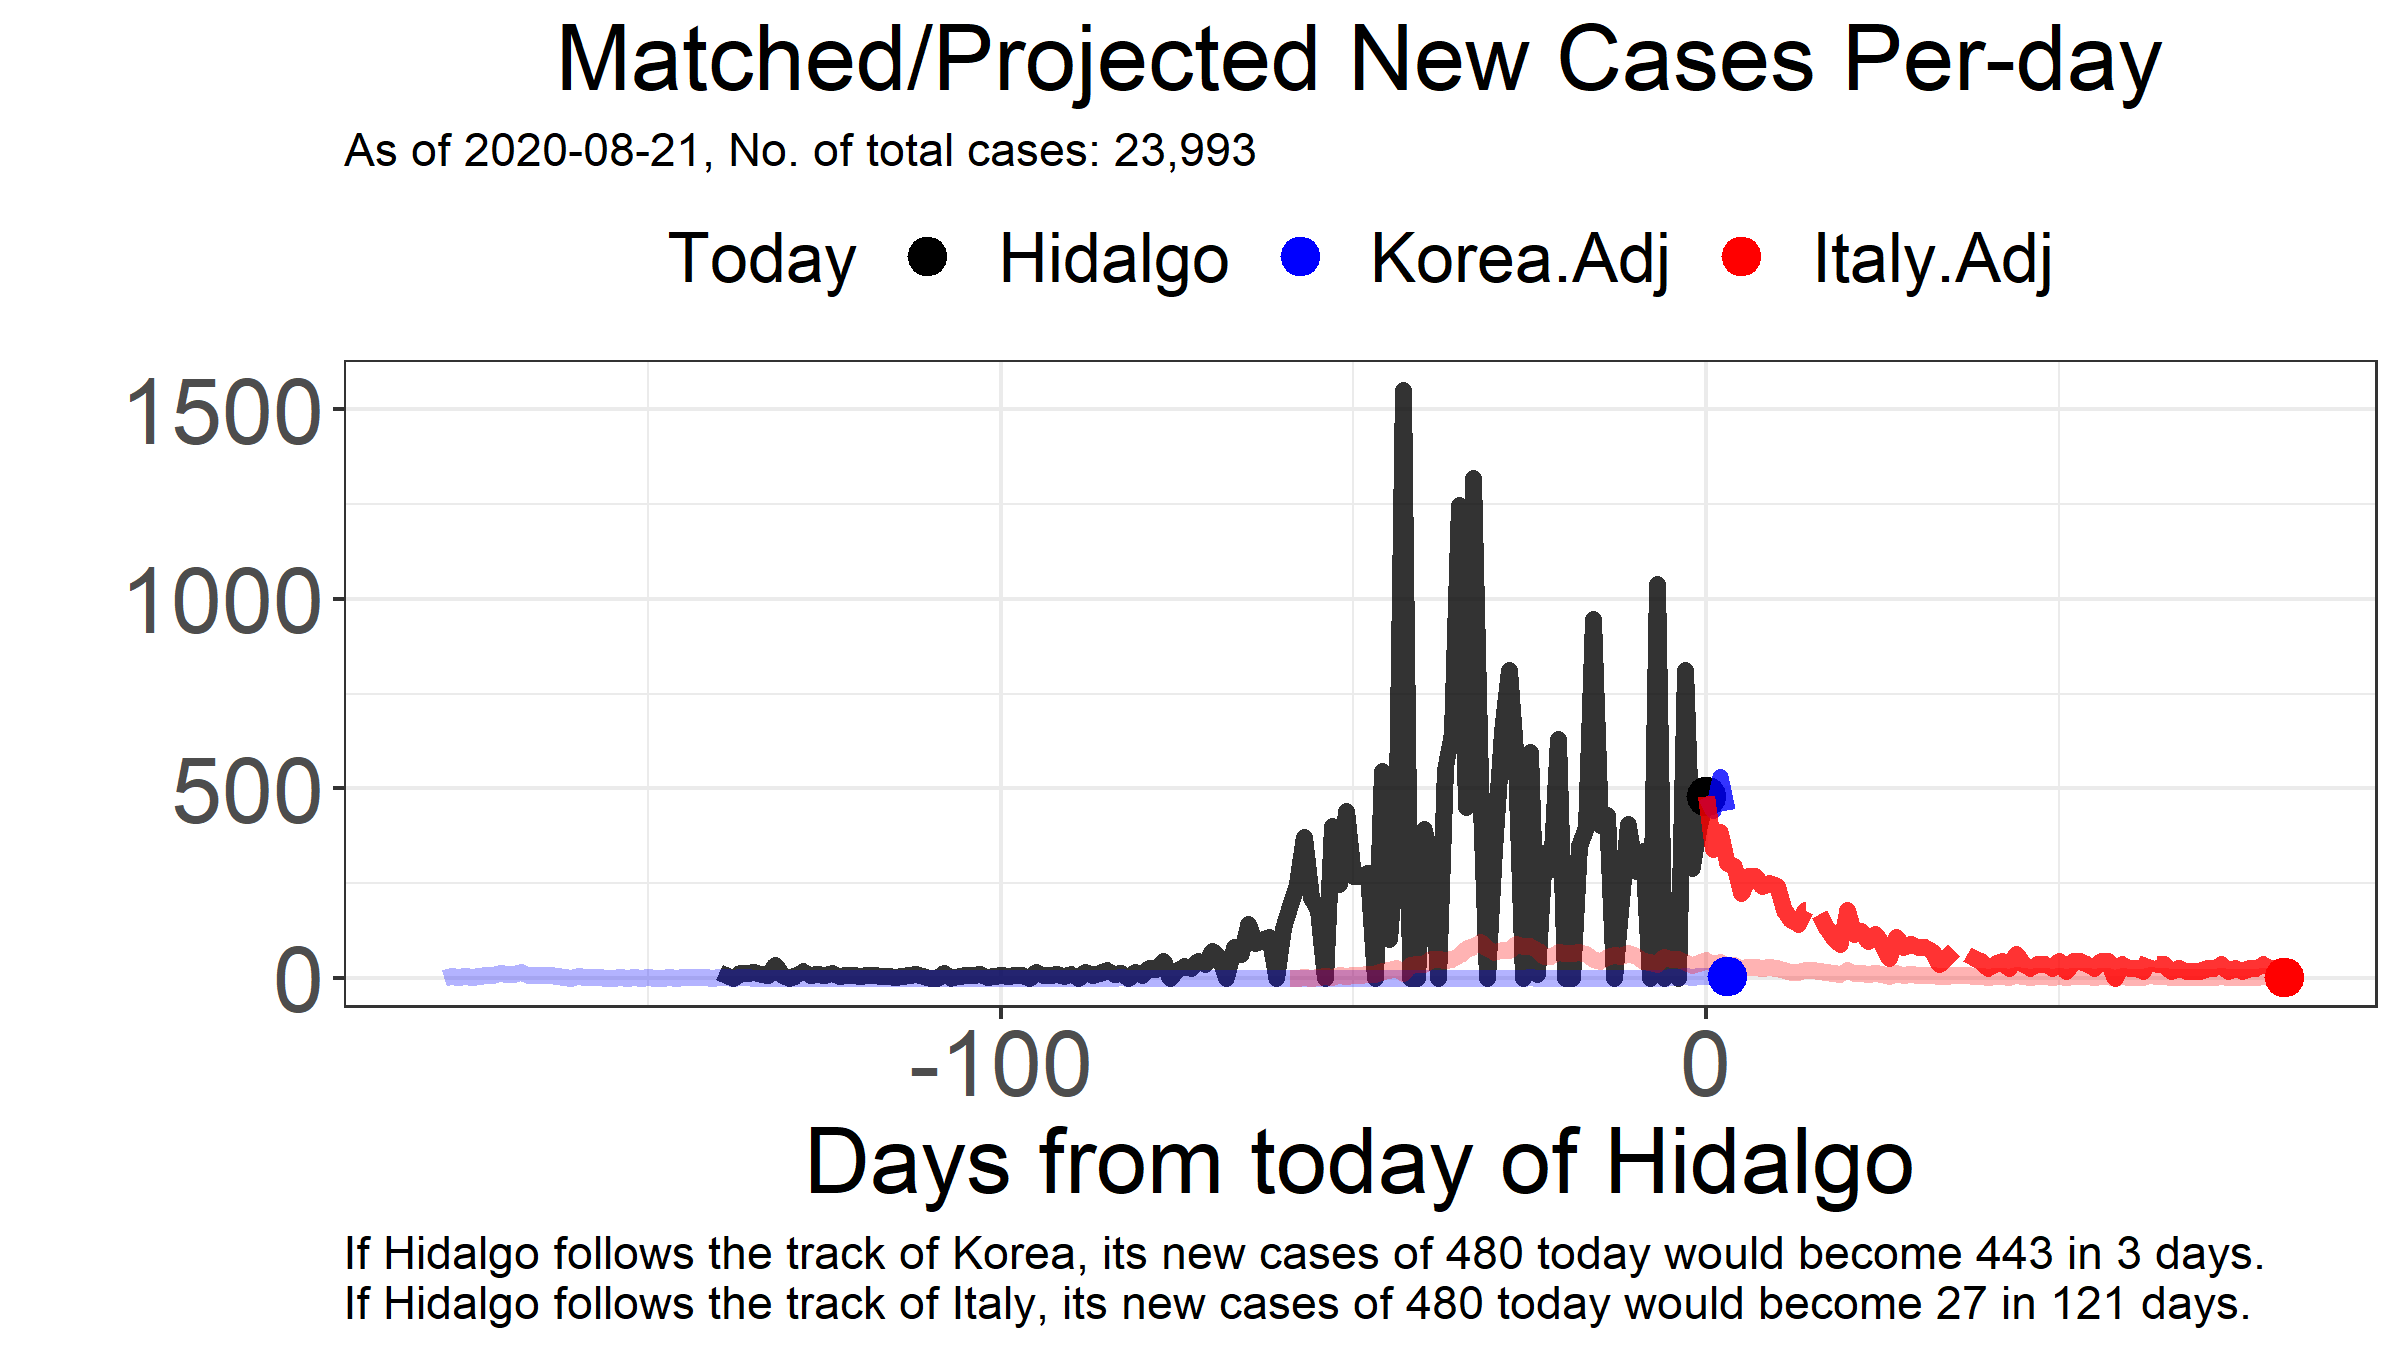 Matched/Projected New Cases Per-day
As of 2020-08-21, No. of total cases: 23,993
Today Hidalgo Korea.Adj Italy.Adj
1500
1000
500
0
-100 0
Days from today of Hidalgo
If Hidalgo follows the track of Korea, its new cases of 480 today would become 443 in 3 days.
If Hidalgo follows the track of Italy, its new cases of 480 today would become 27 in 121 days.